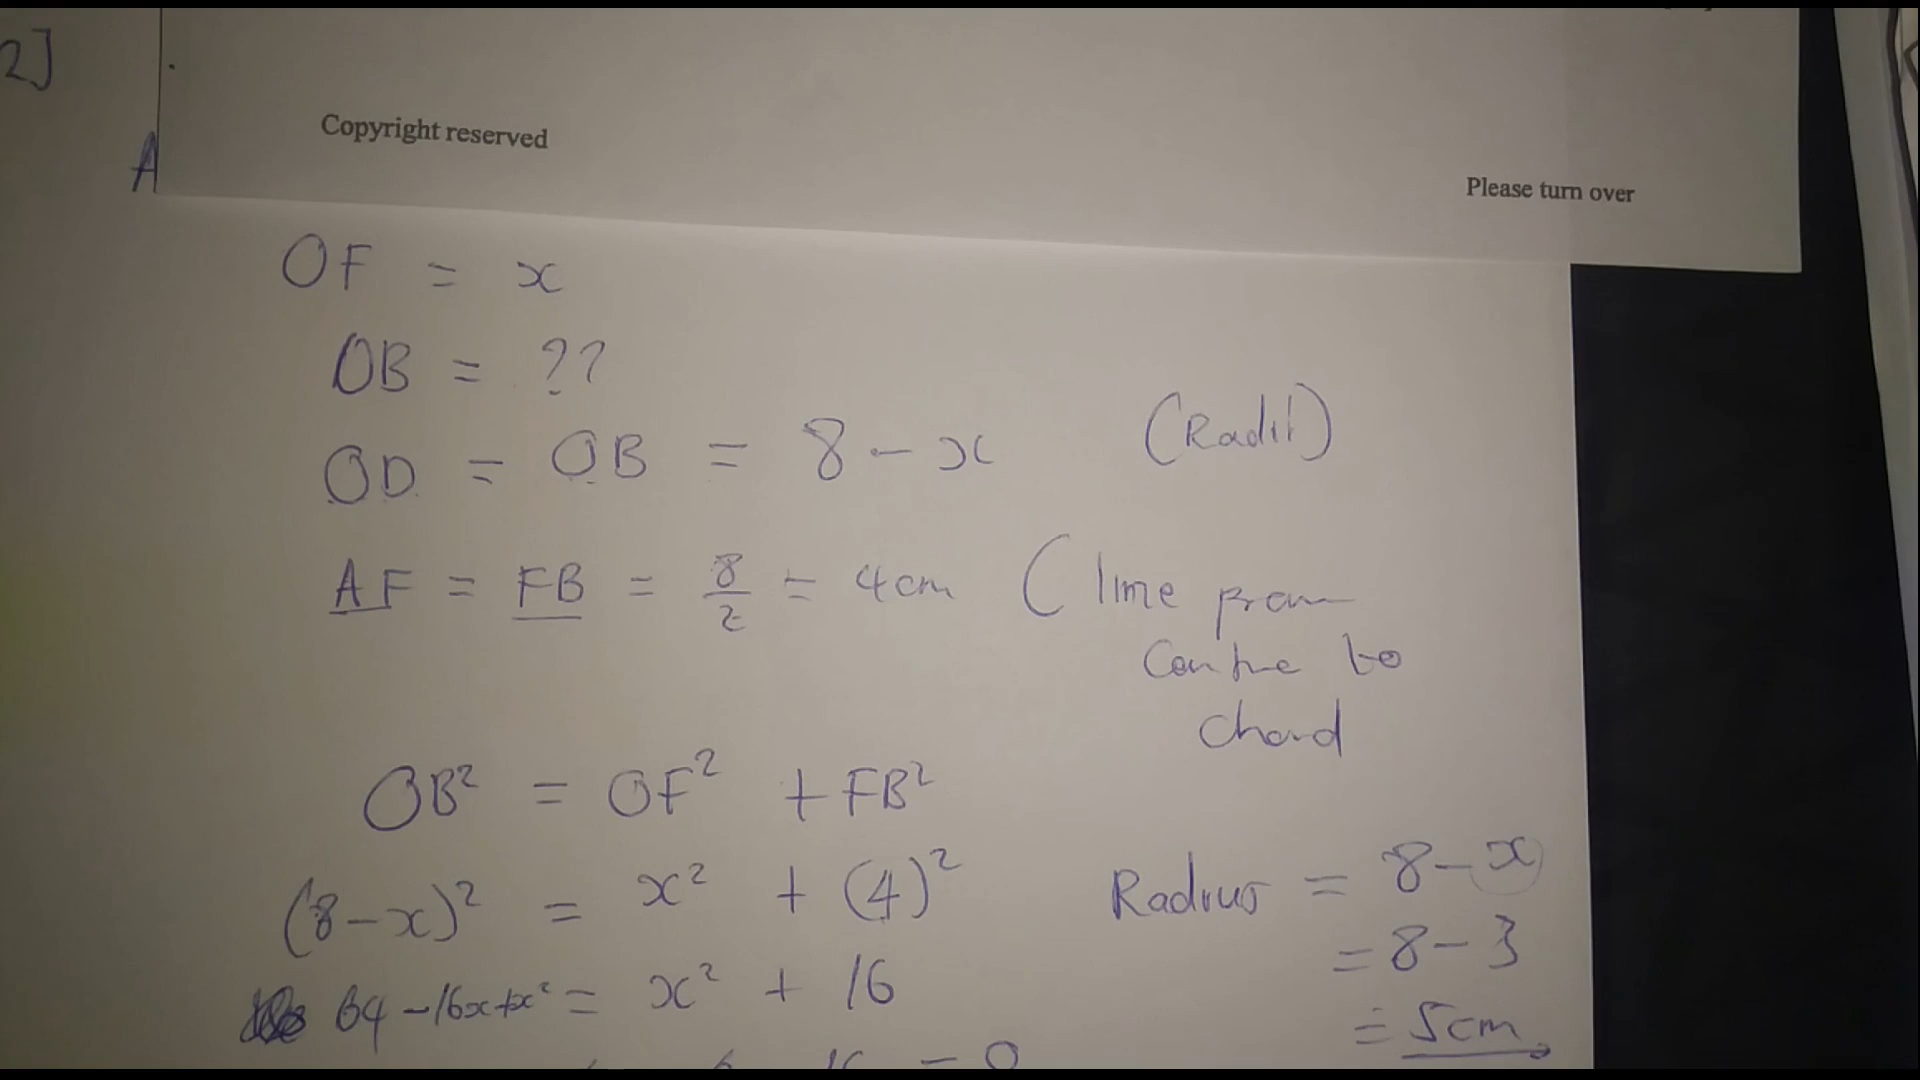 2]
A
Copyright reserved
Please turn over
OF = x
OB = ??
OD = OB = 8 - x (Radii)
AF = FB = 8/2 = 4cm (line from
centre to
chord
OB² = OF² + FB²
(8-x)² = x² + (4)²
64 -16x+x² = x² + 16
Radius = 8 - x
= 8 - 3
= 5cm